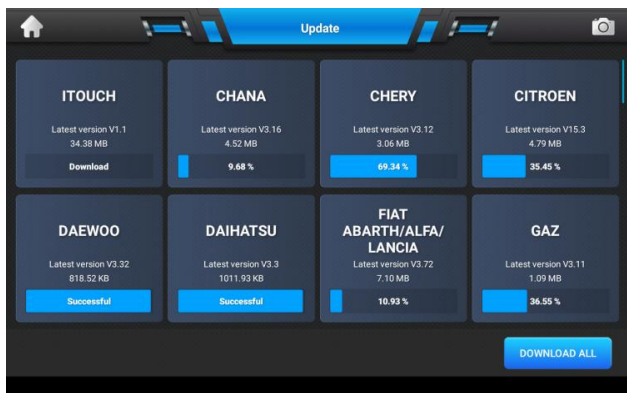 Update
ITOUCH
Latest version V1.1
34.38 MB
Download
CHANA
Latest version V3.16
4.52 MB
9.68 %
CHERY
Latest version V3.12
3.06 MB
69.34 %
CITROEN
Latest version V15.3
4.79 MB
35.45 %
DAEWOO
Latest version V3.32
818.52 KB
Successful
DAIHATSU
Latest version V3.3
1011.93 KB
Successful
FIAT
ABARTH/ALFA/
LANCIA
Latest version V3.72
7.10 MB
10.93 %
GAZ
Latest version V3.11
1.09 MB
36.55 %
DOWNLOAD ALL